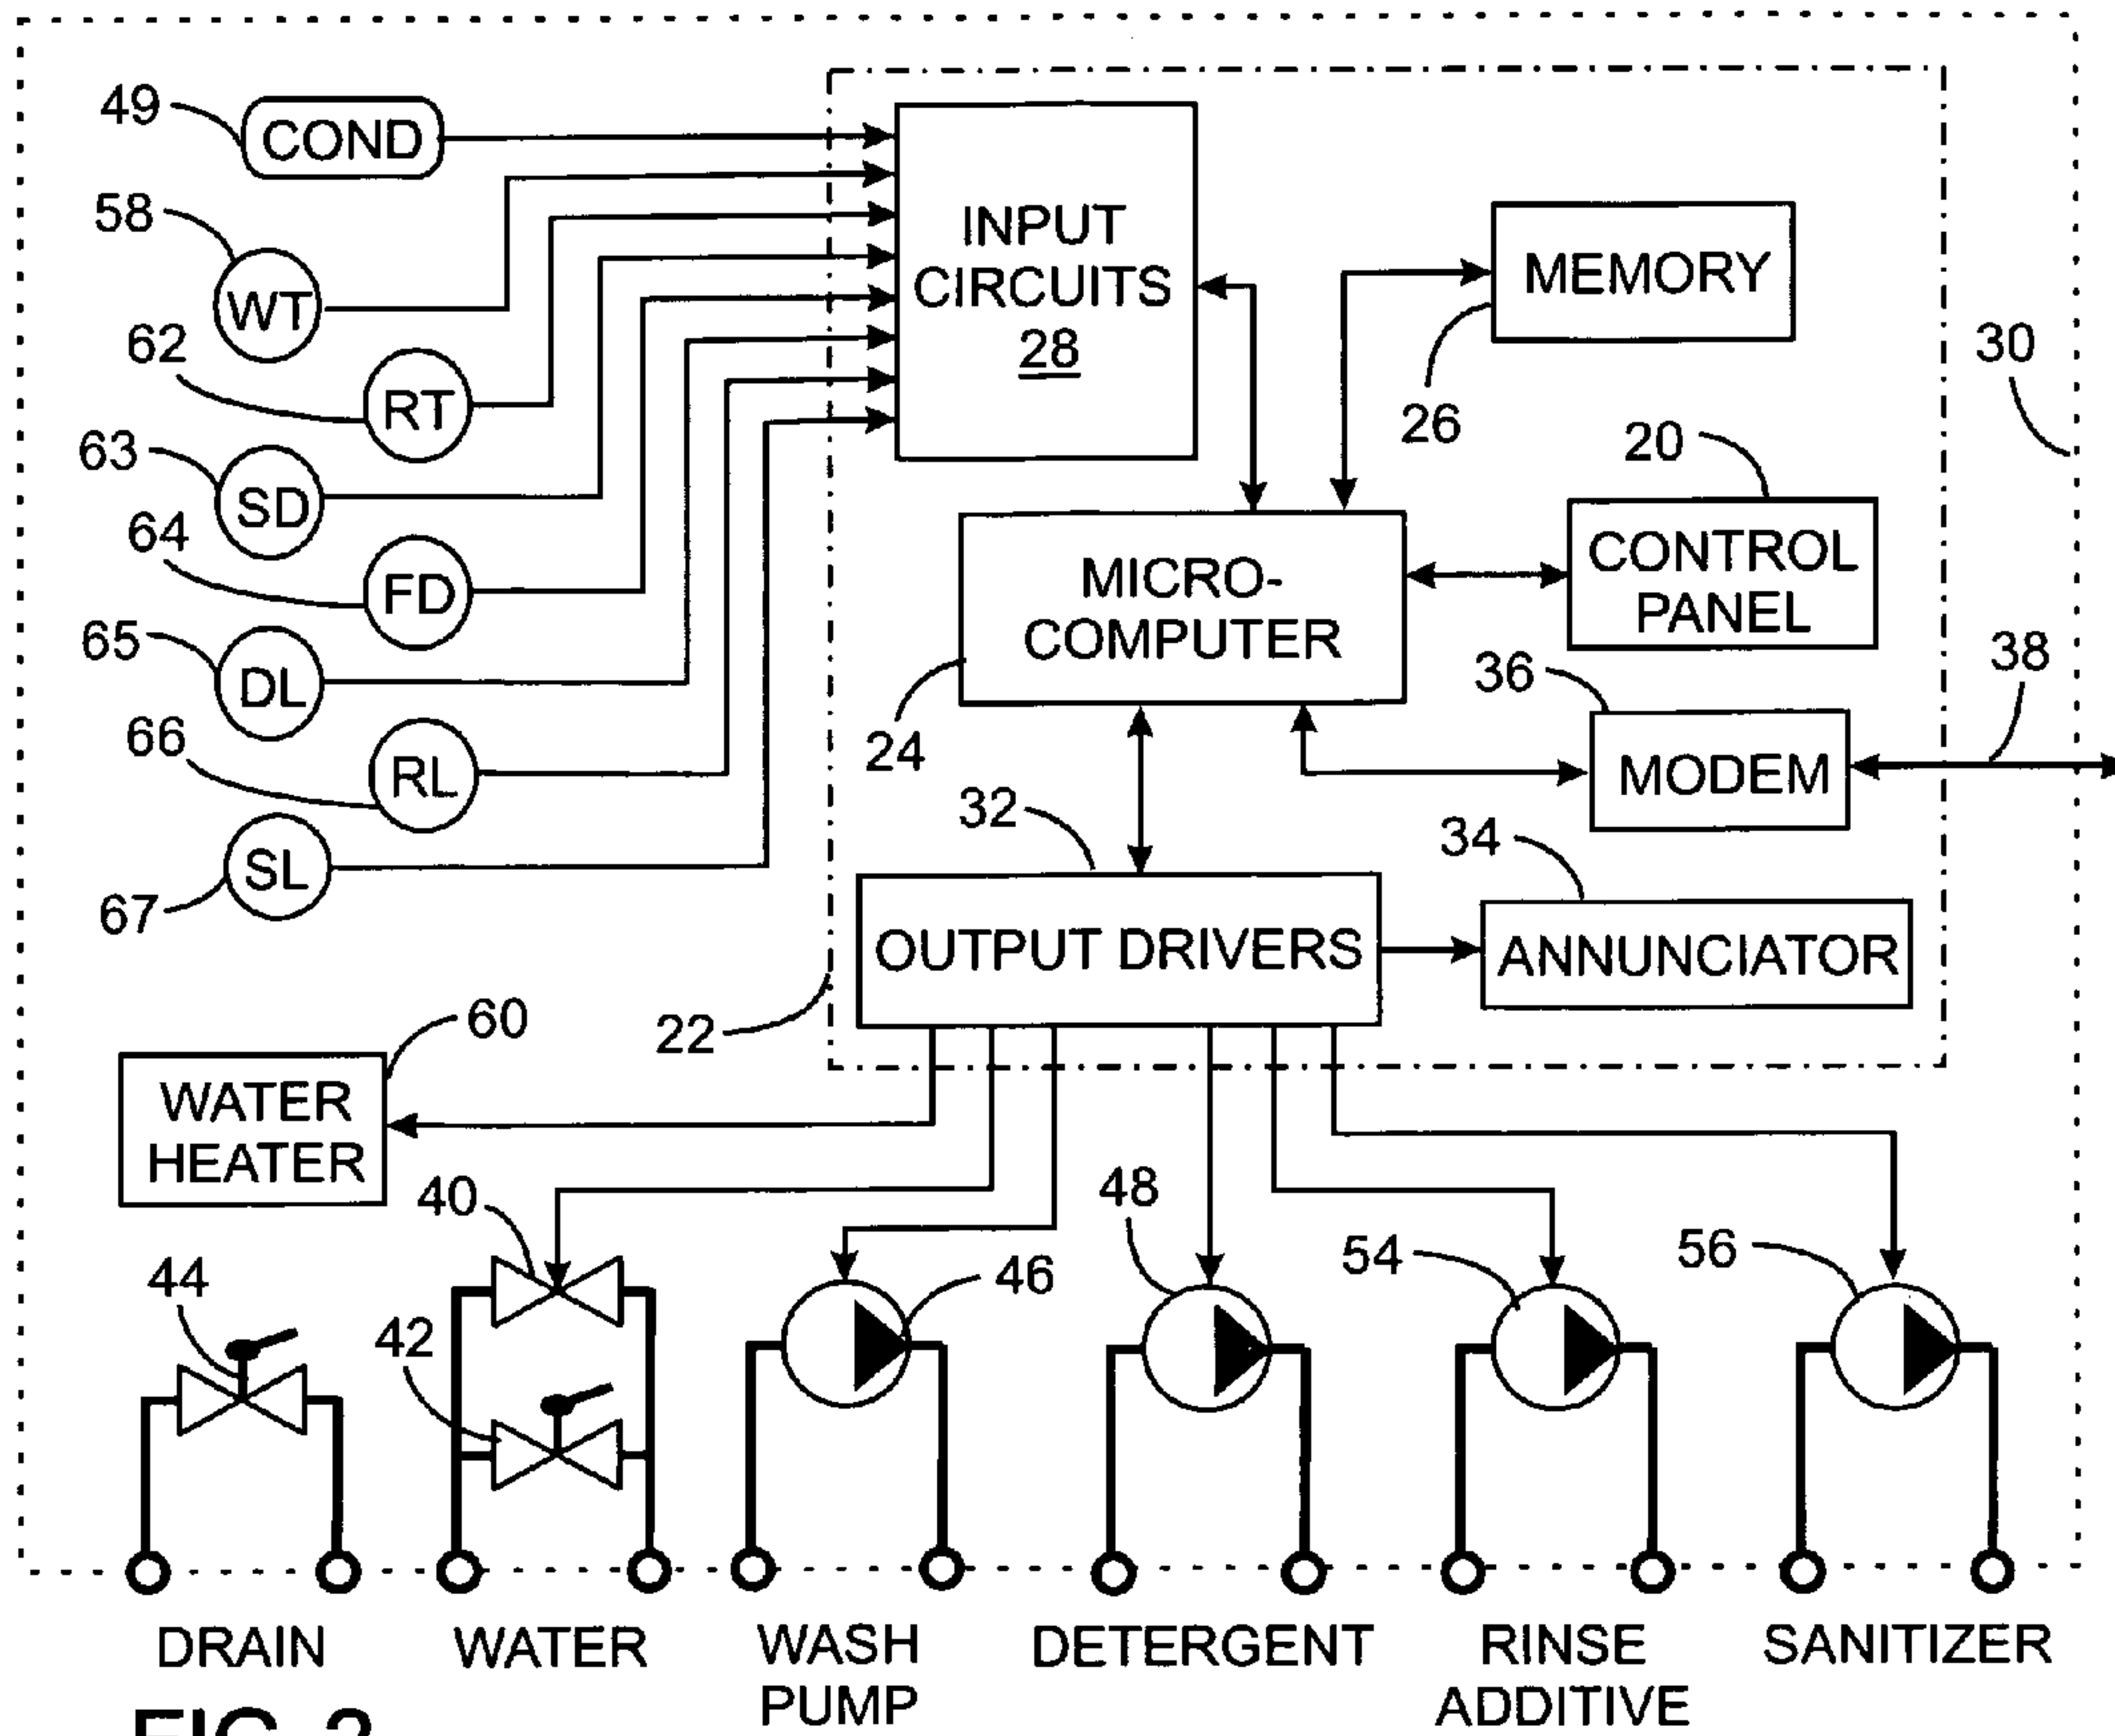 49
COND
58
WT
62
RT
63
SD
64
FD
65
DL
66
RL
67
SL
INPUT
CIRCUITS
28
MEMORY
26
30
20
CONTROL
PANEL
MICRO-
COMPUTER
24
36
MODEM
38
32
34
OUTPUT DRIVERS
ANNUNCIATOR
22
60
WATER
HEATER
40
42
44
46
48
54
56
DRAIN
WATER
WASH
PUMP
DETERGENT
RINSE
ADDITIVE
SANITIZER
FIG. 2